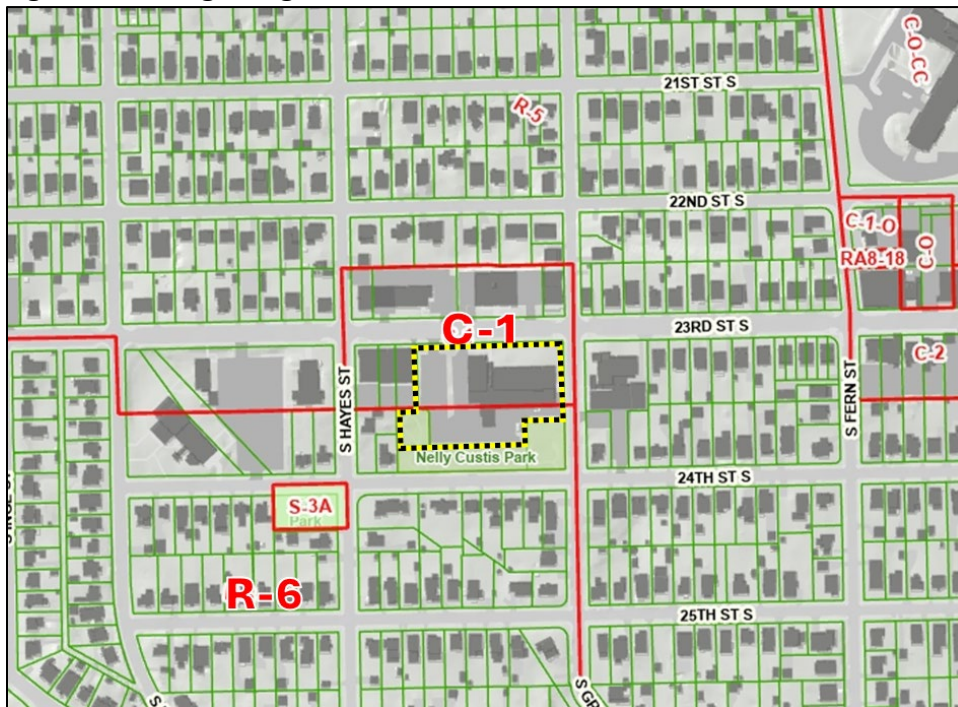 21ST ST S
C-O-CC
R-5
22ND ST S
C-1-O
C-O
RA8-18
C-1
23RD ST S
C-2
S HAYES ST
S FERN ST
Nelly Custis Park
24TH ST S
S-3A
Park
R-6
25TH ST S